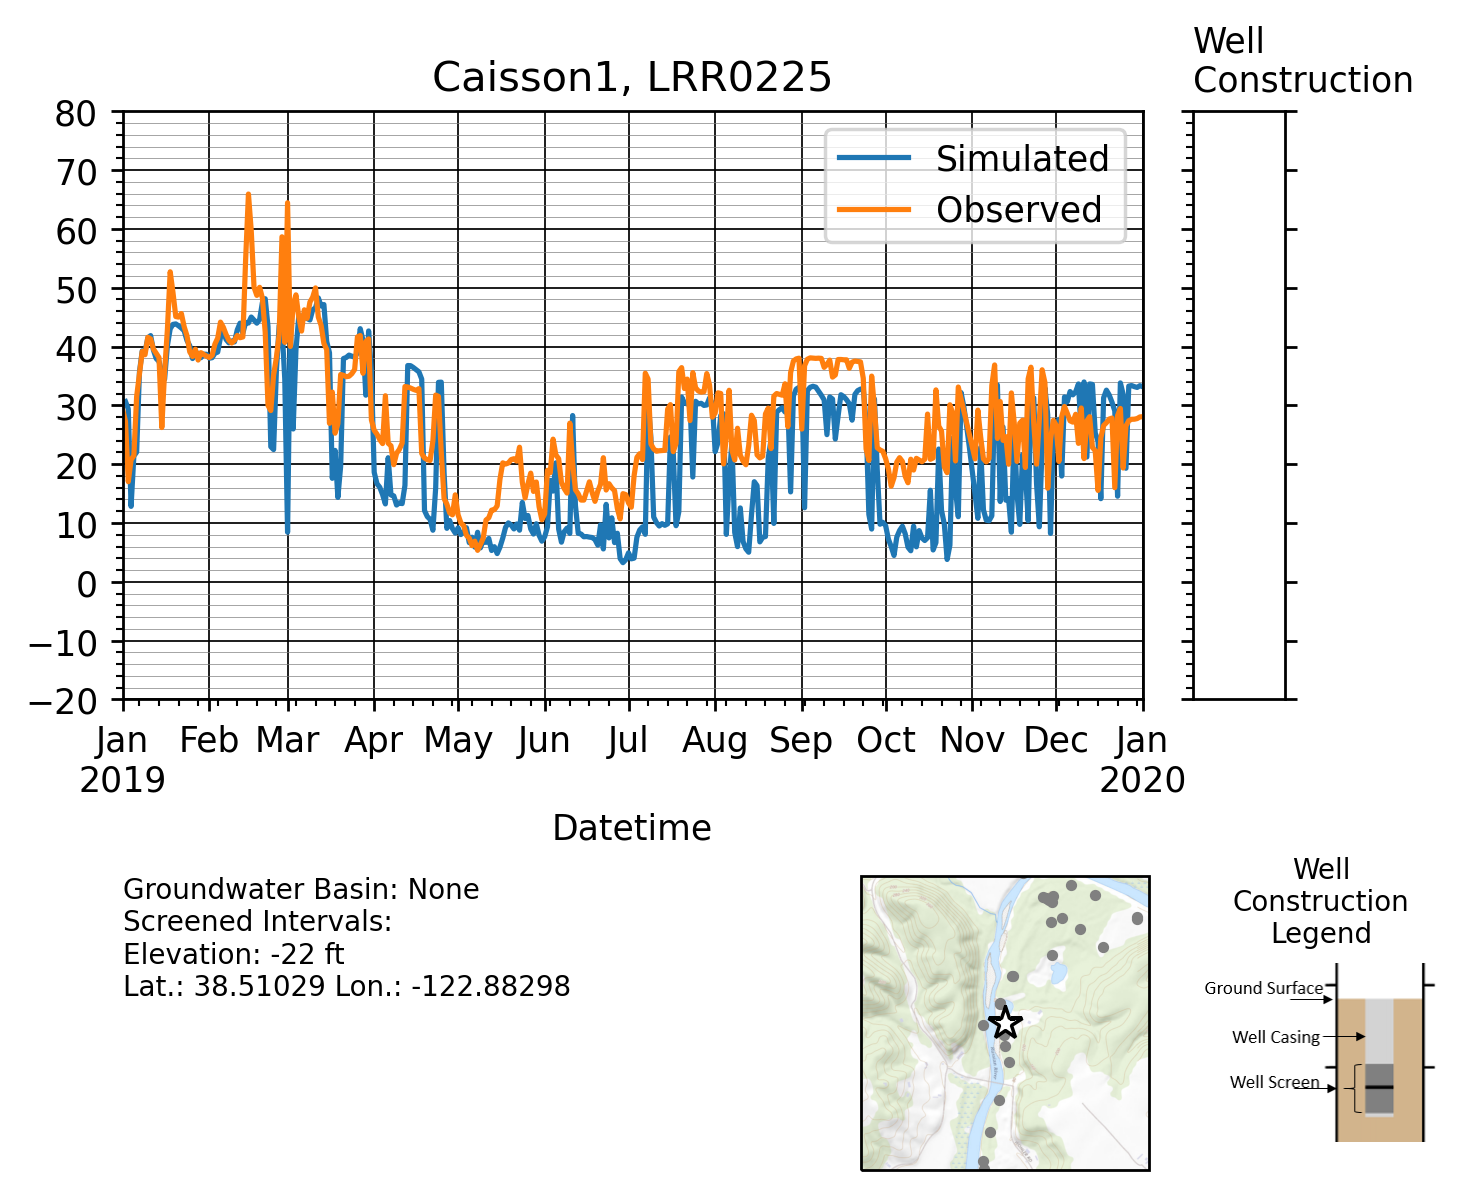 Well
Construction
Caisson1, LRR0225
80
70
60
50
40
30
20
10
0
−10
−20
Simulated
Observed
Jan
2019
Feb
Mar
Apr
May
Jun
Jul
Aug
Sep
Oct
Nov
Dec
Jan
2020
Datetime
Groundwater Basin: None
Screened Intervals:
Elevation: -22 ft
Lat.: 38.51029 Lon.: -122.88298
Well
Construction
Legend
Ground Surface
Well Casing
Well Screen